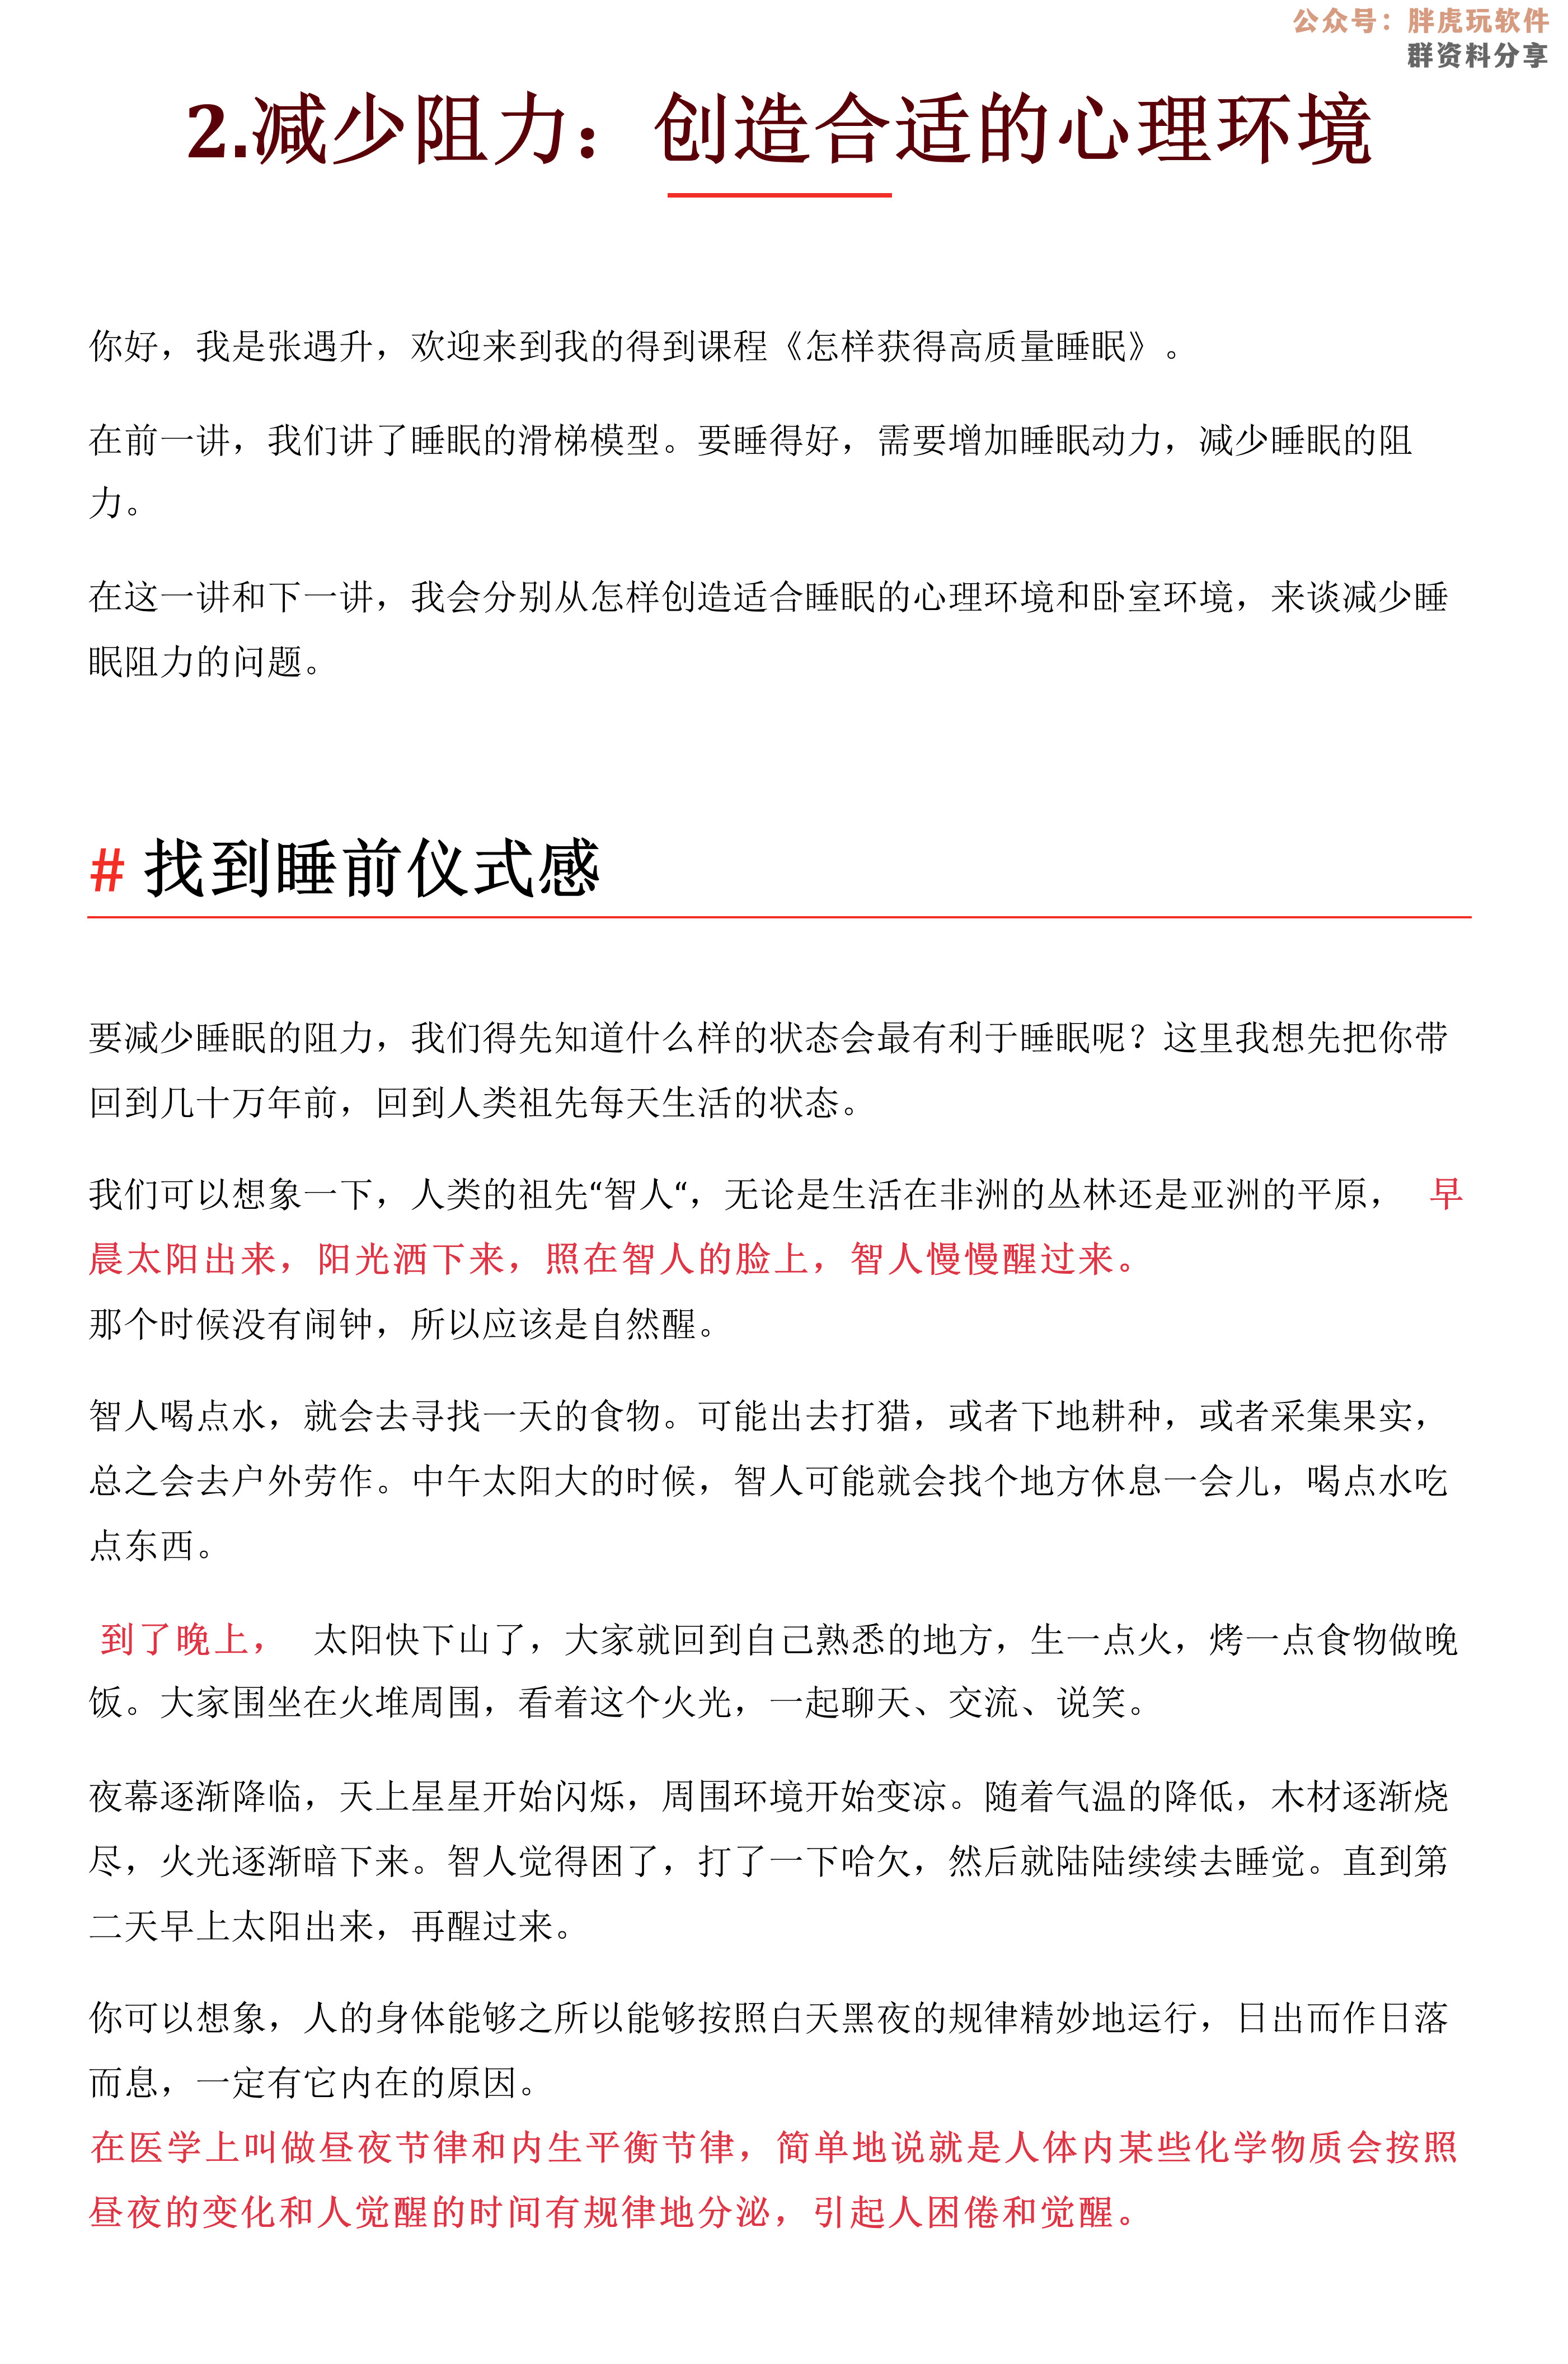 公众号：胖虎玩软件
群资料分享
2.减少阻力：创造合适的心理环境
你好，我是张遇升，欢迎来到我的得到课程《怎样获得高质量睡眠》。
在前一讲，我们讲了睡眠的滑梯模型。要睡得好，需要增加睡眠动力，减少睡眠的阻
力。
在这一讲和下一讲，我会分别从怎样创造适合睡眠的心理环境和卧室环境，来谈减少睡
眠阻力的问题。
# 找到睡前仪式感
要减少睡眠的阻力，我们得先知道什么样的状态会最有利于睡眠呢？这里我想先把你带
回到几十万年前，回到人类祖先每天生活的状态。
我们可以想象一下，人类的祖先“智人“，无论是生活在非洲的丛林还是亚洲的平原， 早
晨太阳出来，阳光洒下来，照在智人的脸上，智人慢慢醒过来。
那个时候没有闹钟，所以应该是自然醒。
智人喝点水，就会去寻找一天的食物。可能出去打猎，或者下地耕种，或者采集果实，
总之会去户外劳作。中午太阳大的时候，智人可能就会找个地方休息一会儿，喝点水吃
点东西。
到了晚上， 太阳快下山了，大家就回到自己熟悉的地方，生一点火，烤一点食物做晚
饭。大家围坐在火堆周围，看着这个火光，一起聊天、交流、说笑。
夜幕逐渐降临，天上星星开始闪烁，周围环境开始变凉。随着气温的降低，木材逐渐烧
尽，火光逐渐暗下来。智人觉得困了，打了一下哈欠，然后就陆陆续续去睡觉。直到第
二天早上太阳出来，再醒过来。
你可以想象，人的身体能够之所以能够按照白天黑夜的规律精妙地运行，日出而作日落
而息，一定有它内在的原因。
在医学上叫做昼夜节律和内生平衡节律，简单地说就是人体内某些化学物质会按照
昼夜的变化和人觉醒的时间有规律地分泌，引起人困倦和觉醒。